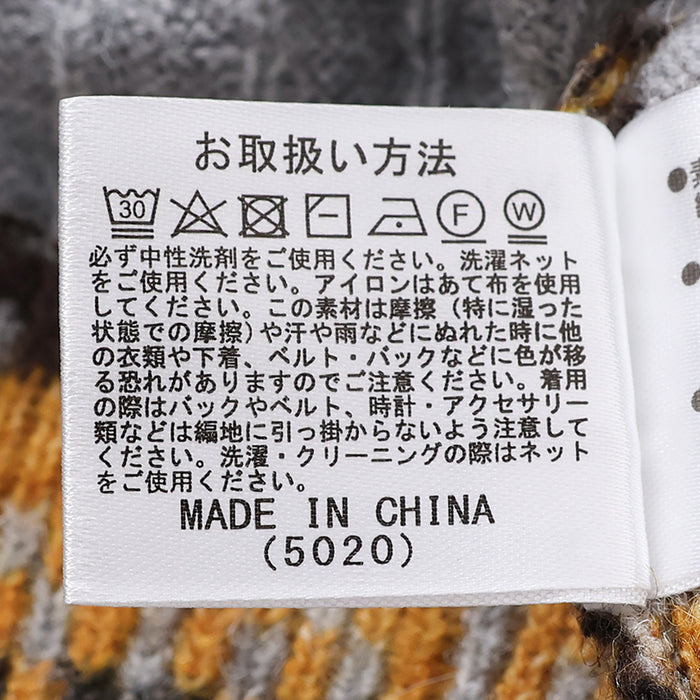 お取扱い方法
30 F W
必ず中性洗剤をご使用ください。洗濯ネット
をご使用ください。アイロンはあて布を使用
してください。この素材は摩擦（特に湿った
状態での摩擦）や汗や雨などにぬれた時に他
の衣類や下着、ベルト・バックなどに色が移
る恐れがありますのでご注意ください。着用
の際はバックやベルト、時計・アクセサリー
類などは編地に引っ掛からないよう注意して
ください。洗濯・クリーニングの際はネット
をご使用ください。
MADE IN CHINA
(5020)